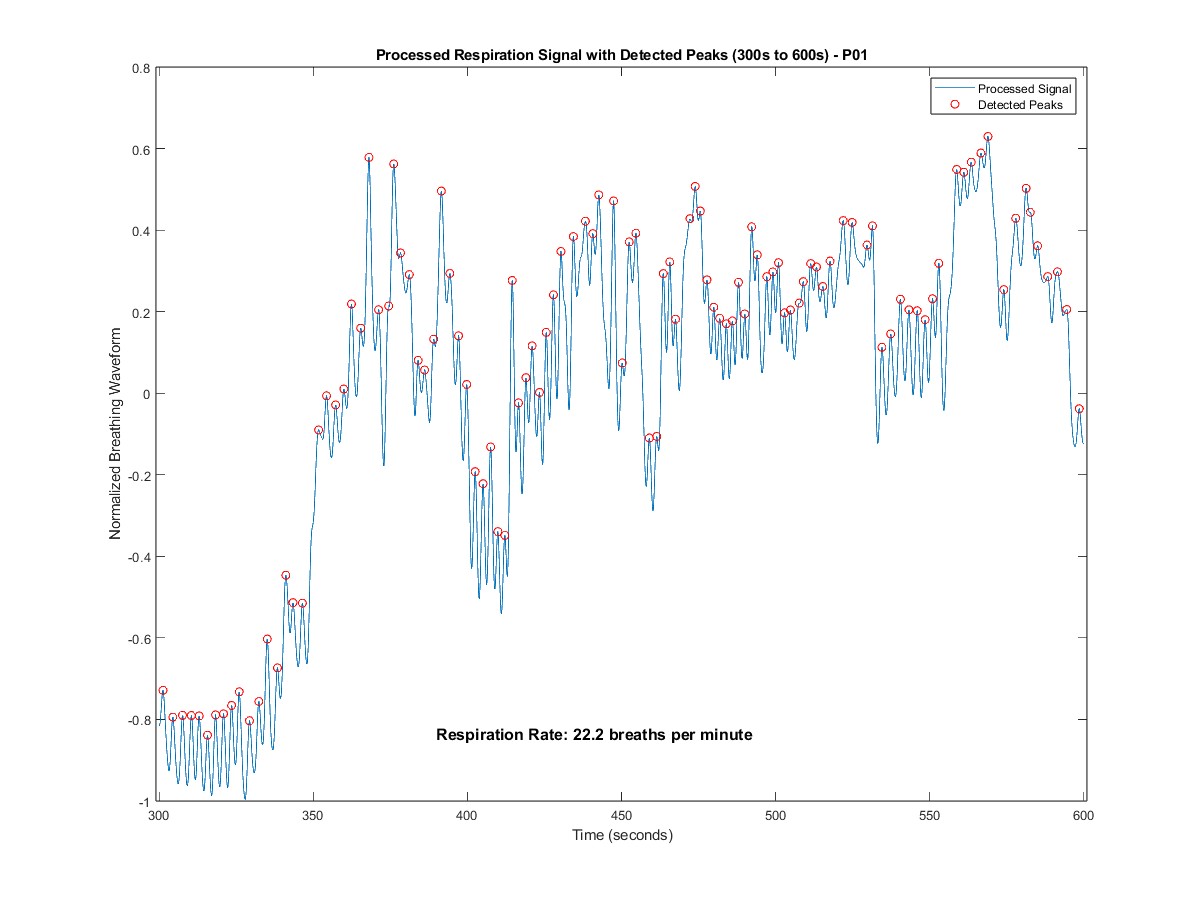 Processed Respiration Signal with Detected Peaks (300s to 600s) - P01
Processed Signal
Detected Peaks
0.8
0.6
0.4
0.2
0
-0.2
-0.4
-0.6
-0.8
-1
Normalized Breathing Waveform
Respiration Rate: 22.2 breaths per minute
300 350 400 450 500 550 600
Time (seconds)